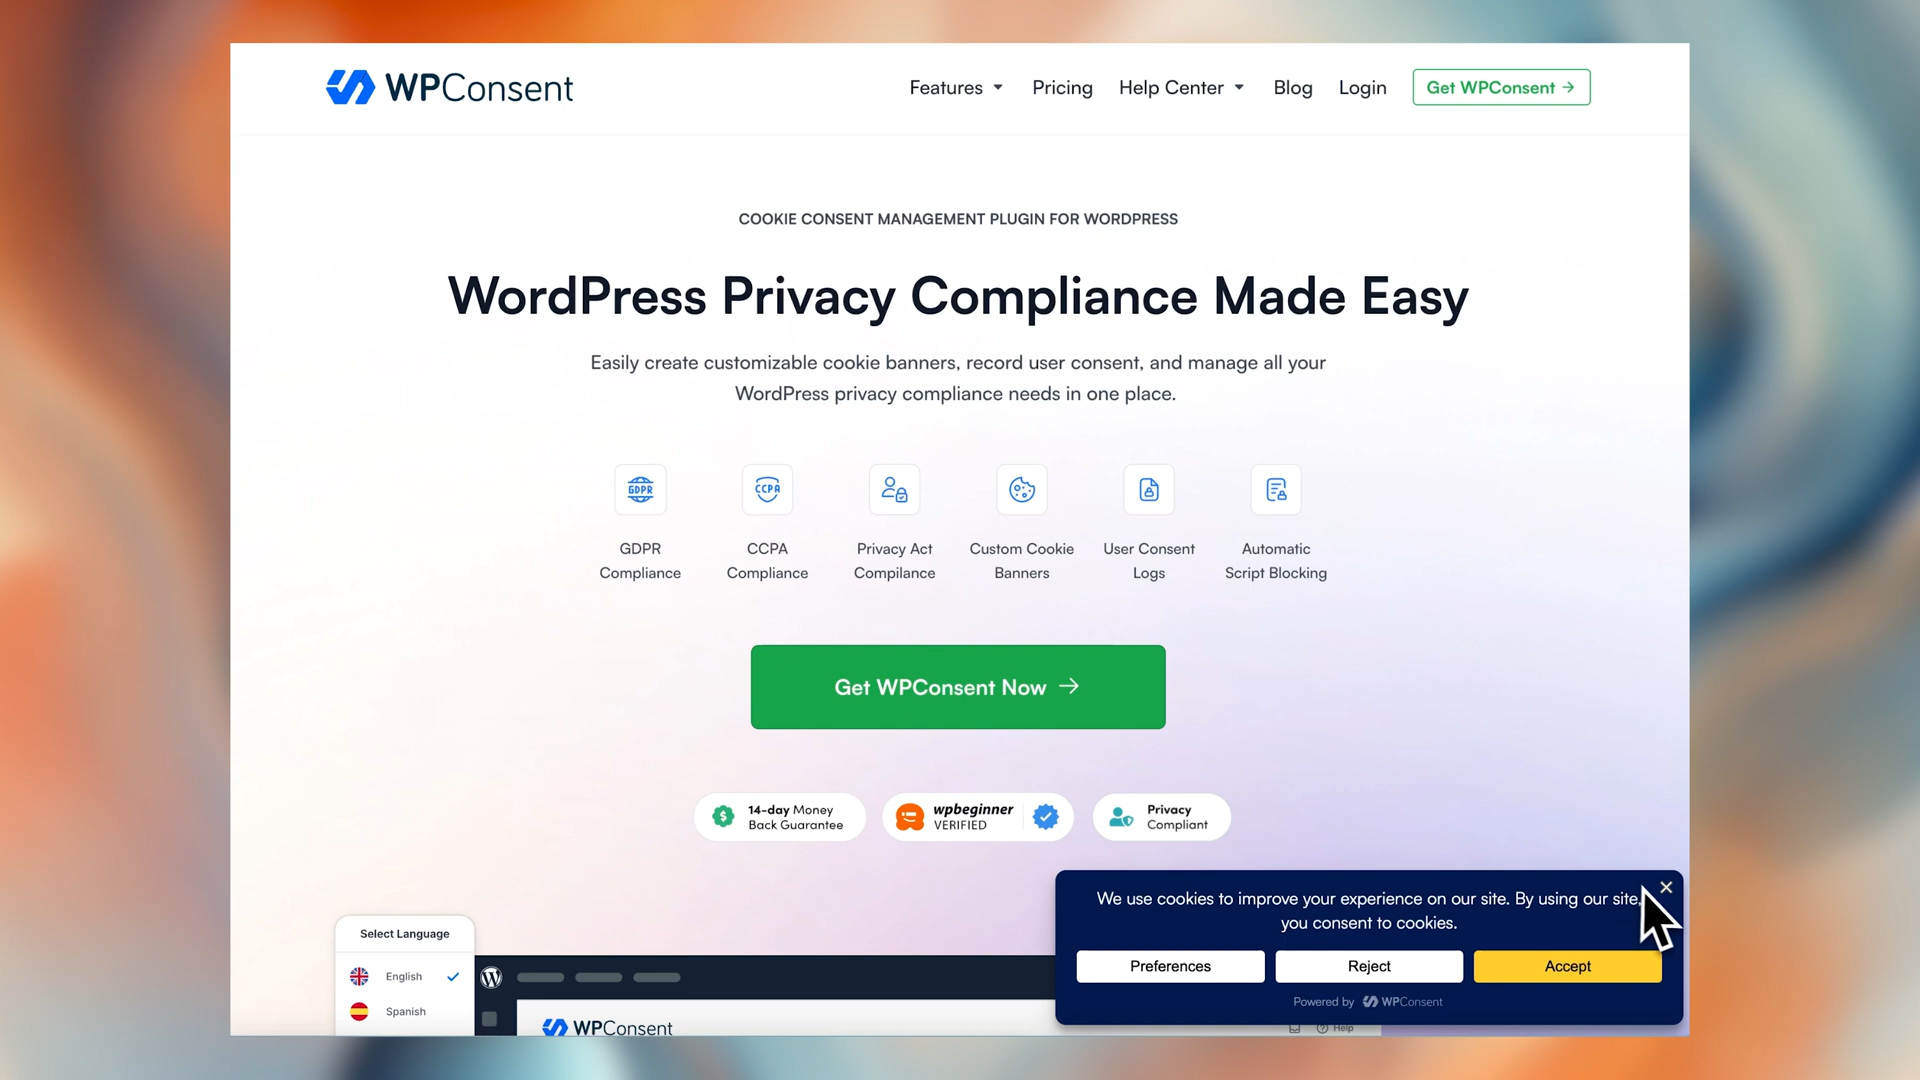 WPConsent
Features
Pricing
Help Center
Blog
Login
Get WPConsent →
COOKIE CONSENT MANAGEMENT PLUGIN FOR WORDPRESS
WordPress Privacy Compliance Made Easy
Easily create customizable cookie banners, record user consent, and manage all your
WordPress privacy compliance needs in one place.
GDPR
CCPA
GDPR
Compliance
CCPA
Compliance
Privacy Act
Compilance
Custom Cookie
Banners
User Consent
Logs
Automatic
Script Blocking
Get WPConsent Now →
14-day Money
Back Guarantee
wpbeginner
VERIFIED
Privacy
Compliant
We use cookies to improve your experience on our site. By using our site,
you consent to cookies.
Preferences
Reject
Accept
Powered by WPConsent
Select Language
English
Spanish
WPConsent
Help